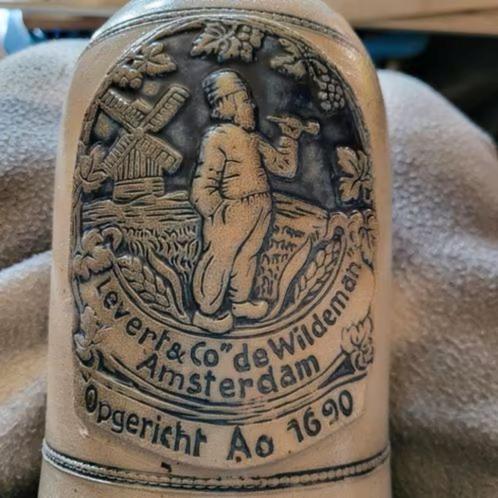 Levert & Co" de Wildeman
Amsterdam
Opgericht Ao 1690